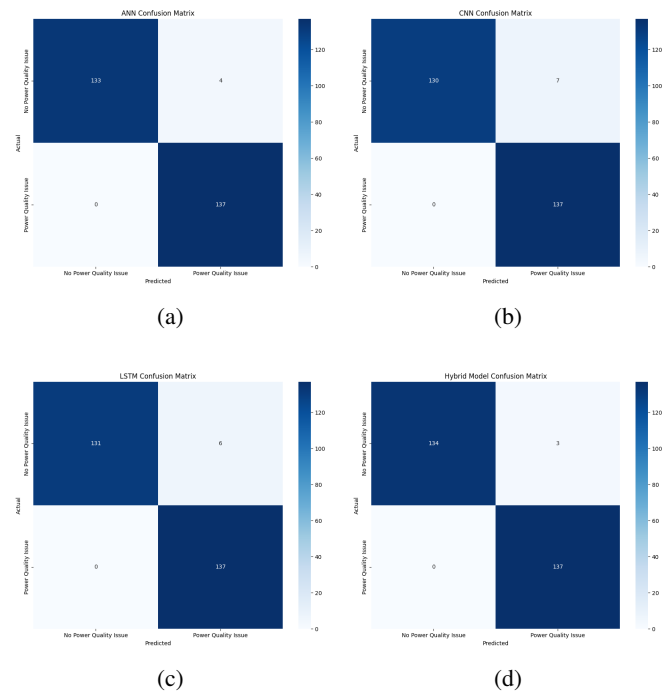 ANN Confusion Matrix
No Power Quality Issue
Power Quality Issue
Actual
133
4
0
137
No Power Quality Issue
Power Quality Issue
Predicted
120
100
80
60
40
20
0
(a)
CNN Confusion Matrix
No Power Quality Issue
Power Quality Issue
Actual
130
7
0
137
No Power Quality Issue
Power Quality Issue
Predicted
120
100
80
60
40
20
0
(b)
LSTM Confusion Matrix
No Power Quality Issue
Power Quality Issue
Actual
131
6
0
137
No Power Quality Issue
Power Quality Issue
Predicted
120
100
80
60
40
20
0
(c)
Hybrid Model Confusion Matrix
No Power Quality Issue
Power Quality Issue
Actual
134
3
0
137
No Power Quality Issue
Power Quality Issue
Predicted
120
100
80
60
40
20
0
(d)